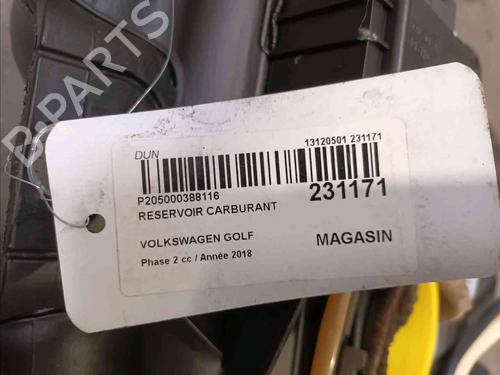 B-PARTS
DUN
13120501 231171
P205000388116
RESERVOIR CARBURANT
231171
VOLKSWAGEN GOLF
MAGASIN
Phase 2 cc / Année 2018